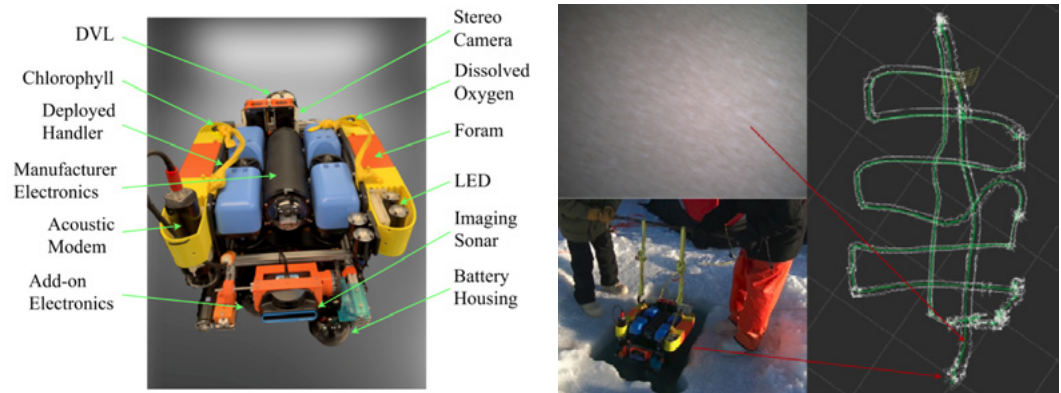 DVL
Chlorophyll
Deployed
Handler
Manufacturer
Electronics
Acoustic
Modem
Add-on
Electronics
Stereo
Camera
Dissolved
Oxygen
Foram
LED
Imaging
Sonar
Battery
Housing